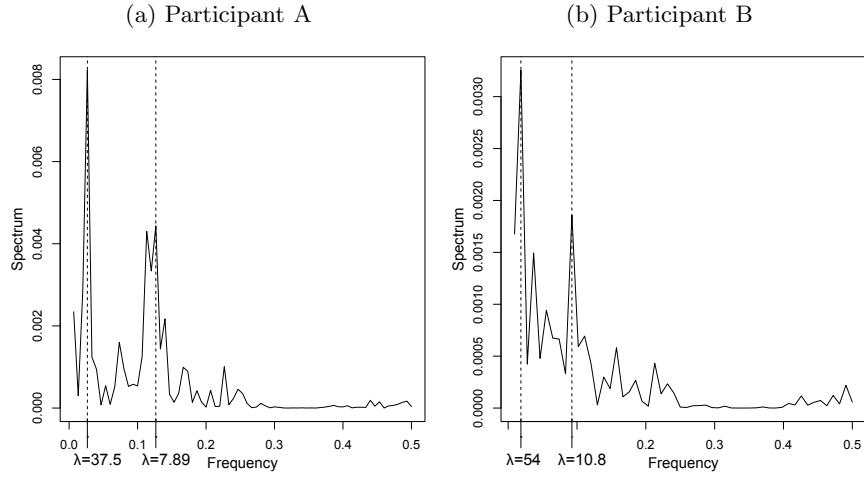 (a) Participant A
0.008
0.006
0.004
0.002
0.000
Spectrum
0.0 0.1 0.2 0.3 0.4 0.5
λ=37.5 λ=7.89 Frequency
(b) Participant B
0.0030
0.0025
0.0020
0.0015
0.0010
0.0005
0.0000
Spectrum
0.2 0.3 0.4 0.5
λ=54 λ=10.8 Frequency